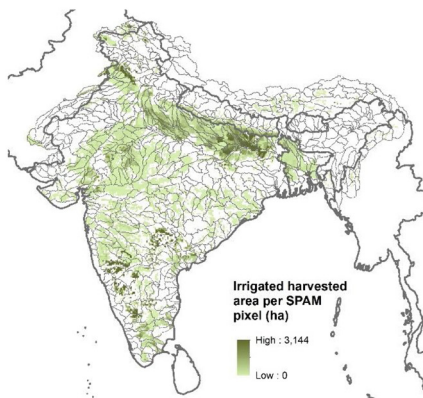 Irrigated harvested
area per SPAM
pixel (ha)
High : 3,144
Low : 0